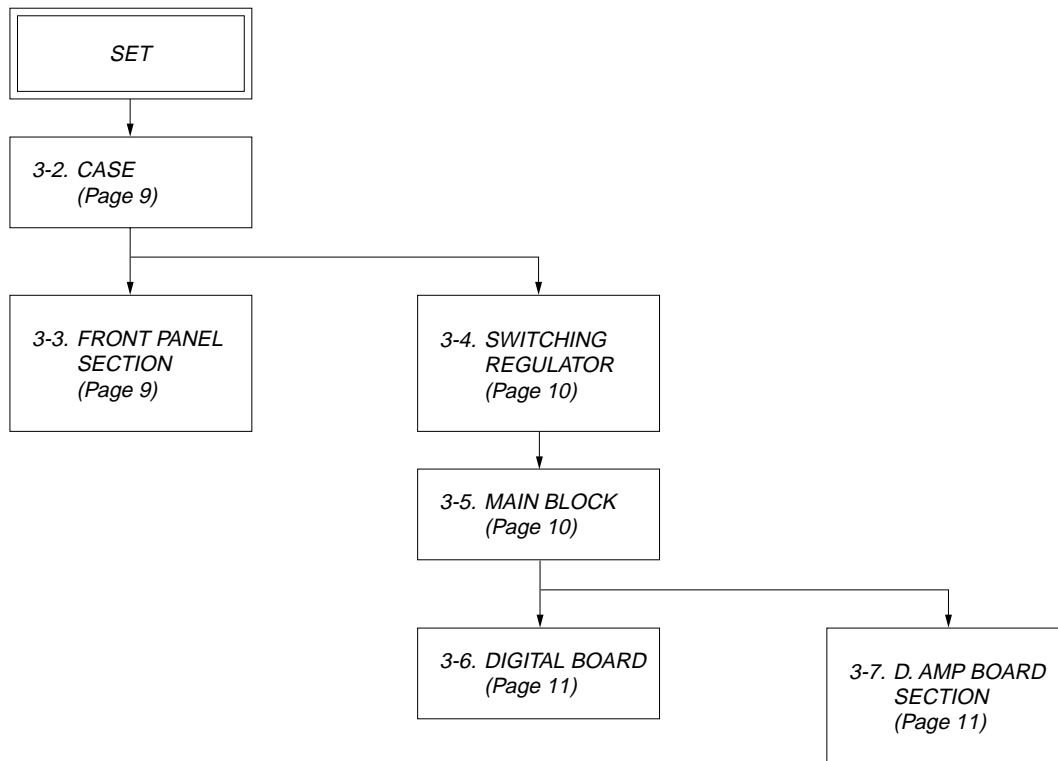 SET
3-2. CASE
(Page 9)
3-3. FRONT PANEL
SECTION
(Page 9)
3-4. SWITCHING
REGULATOR
(Page 10)
3-5. MAIN BLOCK
(Page 10)
3-6. DIGITAL BOARD
(Page 11)
3-7. D. AMP BOARD
SECTION
(Page 11)